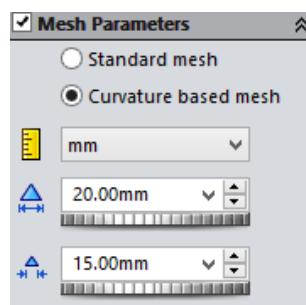 Mesh Parameters
Standard mesh
Curvature based mesh
mm
20.00mm
15.00mm